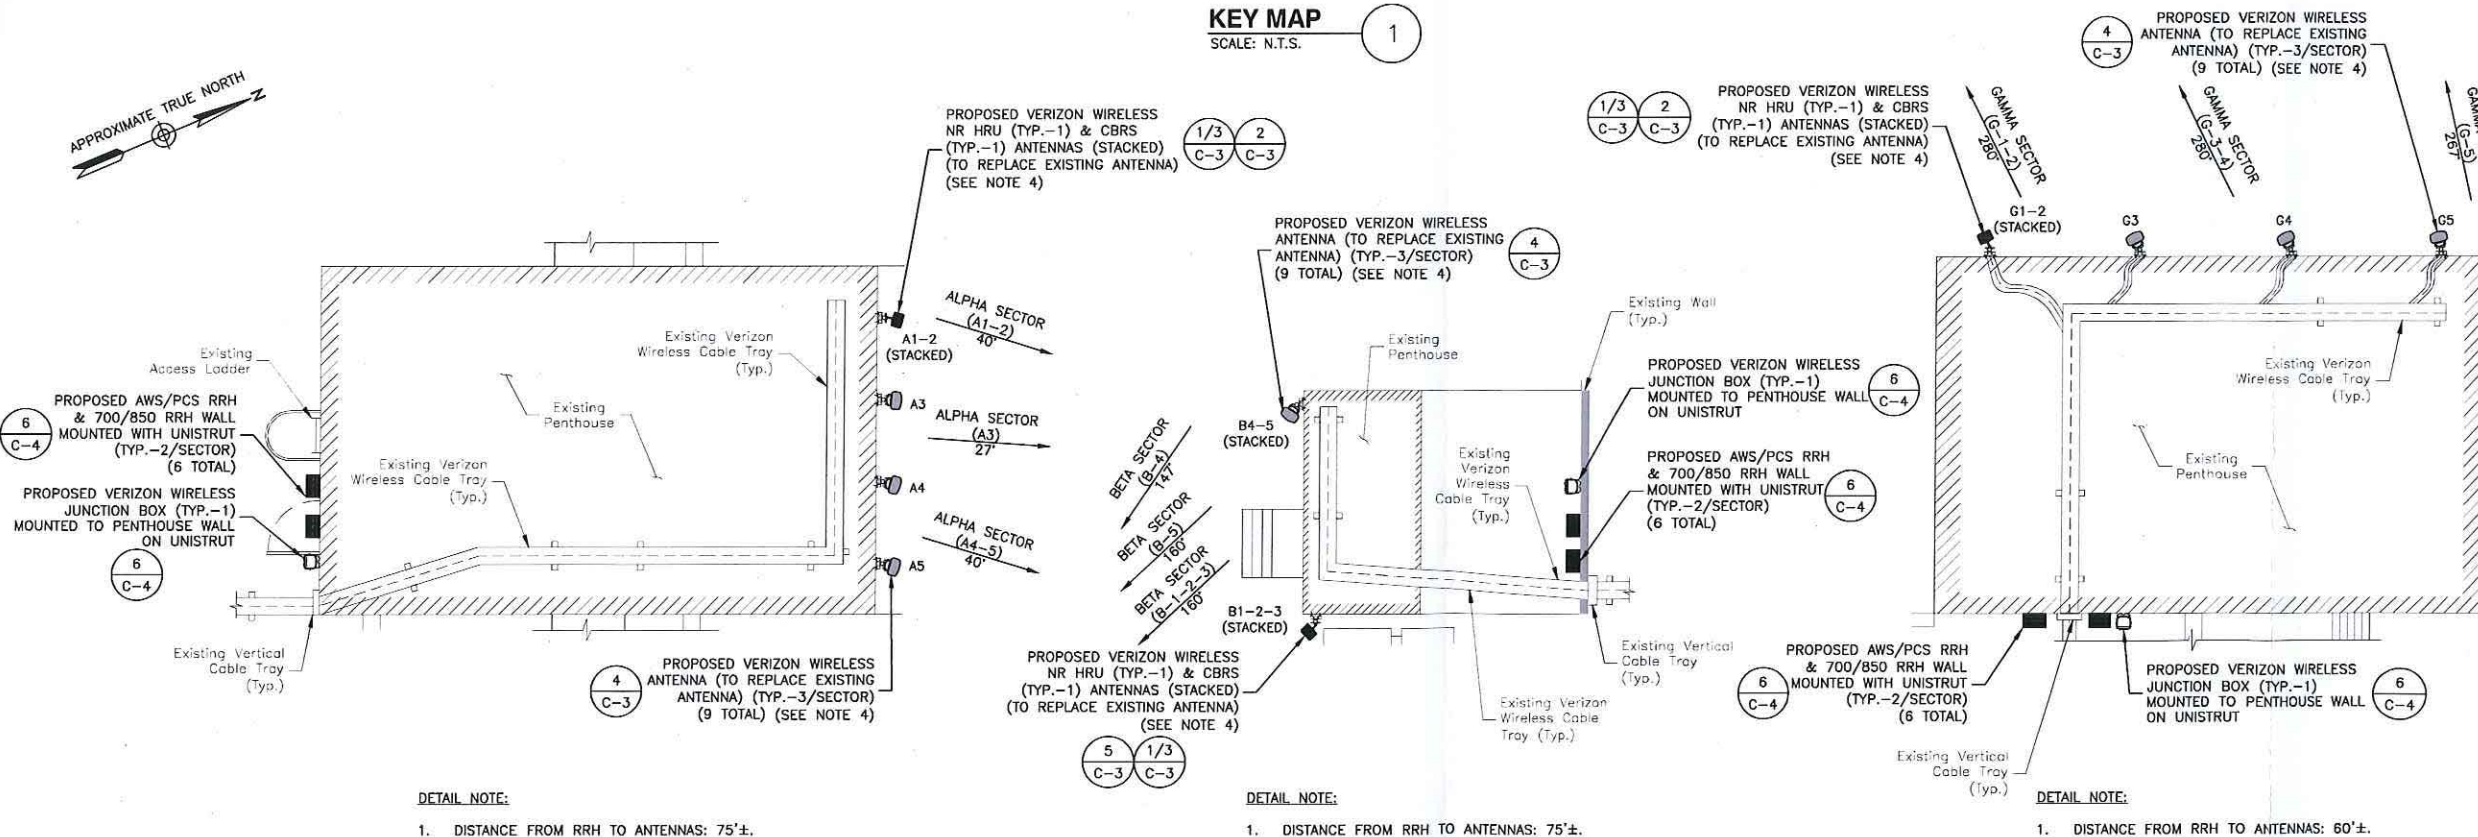 KEY MAP
SCALE: N.T.S.
1
APPROXIMATE TRUE NORTH
N
PROPOSED VERIZON WIRELESS
NR HRU (TYP.-1) & CBRS
(TYP.-1) ANTENNAS (STACKED)
(TO REPLACE EXISTING ANTENNA)
(SEE NOTE 4)
1/3
C-3
2
C-3
ALPHA SECTOR
(A1-2)
40°
A1-2
(STACKED)
Existing Verizon
Wireless Cable Tray
(Typ.)
Existing
Access Ladder
PROPOSED AWS/PCS RRH
& 700/850 RRH WALL
MOUNTED WITH UNISTRUT
(TYP.-2/SECTOR)
(6 TOTAL)
6
C-4
Existing
Penthouse
A3
ALPHA SECTOR
(A3)
27°
Existing Verizon
Wireless Cable Tray
(Typ.)
A4
PROPOSED VERIZON WIRELESS
JUNCTION BOX (TYP.-1)
MOUNTED TO PENTHOUSE WALL
ON UNISTRUT
6
C-4
ALPHA SECTOR
(A4-5)
40°
A5
Existing Vertical
Cable Tray
(Typ.)
4
C-3
PROPOSED VERIZON WIRELESS
ANTENNA (TO REPLACE EXISTING
ANTENNA) (TYP.-3/SECTOR)
(9 TOTAL) (SEE NOTE 4)
DETAIL NOTE:
1. DISTANCE FROM RRH TO ANTENNAS: 75'±.
PROPOSED VERIZON WIRELESS
ANTENNA (TO REPLACE EXISTING
ANTENNA) (TYP.-3/SECTOR)
(9 TOTAL) (SEE NOTE 4)
4
C-3
Existing Wall
(Typ.)
Existing
Penthouse
B4-5
(STACKED)
BETA SECTOR
(B-4)
147°
BETA SECTOR
(B-5)
160°
BETA SECTOR
(B-1-2-3)
160°
Existing
Verizon
Wireless
Cable Tray
(Typ.)
PROPOSED VERIZON WIRELESS
JUNCTION BOX (TYP.-1)
MOUNTED TO PENTHOUSE WALL
ON UNISTRUT
6
C-4
PROPOSED AWS/PCS RRH
& 700/850 RRH WALL
MOUNTED WITH UNISTRUT
(TYP.-2/SECTOR)
(6 TOTAL)
6
C-4
B1-2-3
(STACKED)
PROPOSED VERIZON WIRELESS
NR HRU (TYP.-1) & CBRS
(TYP.-1) ANTENNAS (STACKED)
(TO REPLACE EXISTING ANTENNA)
(SEE NOTE 4)
5
C-3
1/3
C-3
Existing Vertical
Cable Tray
(Typ.)
Existing Verizon
Wireless Cable
Tray (Typ.)
DETAIL NOTE:
1. DISTANCE FROM RRH TO ANTENNAS: 75'±.
4
C-3
PROPOSED VERIZON WIRELESS
ANTENNA (TO REPLACE EXISTING
ANTENNA) (TYP.-3/SECTOR)
(9 TOTAL) (SEE NOTE 4)
1/3
C-3
2
C-3
PROPOSED VERIZON WIRELESS
NR HRU (TYP.-1) & CBRS
(TYP.-1) ANTENNAS (STACKED)
(TO REPLACE EXISTING ANTENNA)
(SEE NOTE 4)
GAMMA SECTOR
(G-1-2)
280°
GAMMA SECTOR
(G-3-4)
280°
(G-5)
267°
G1-2
(STACKED)
G3
G4
G5
Existing Verizon
Wireless Cable Tray
(Typ.)
Existing
Penthouse
PROPOSED AWS/PCS RRH
& 700/850 RRH WALL
MOUNTED WITH UNISTRUT
(TYP.-2/SECTOR)
(6 TOTAL)
6
C-4
PROPOSED VERIZON WIRELESS
JUNCTION BOX (TYP.-1)
MOUNTED TO PENTHOUSE WALL
ON UNISTRUT
6
C-4
Existing Vertical
Cable Tray
(Typ.)
DETAIL NOTE:
1. DISTANCE FROM RRH TO ANTENNAS: 60'±.